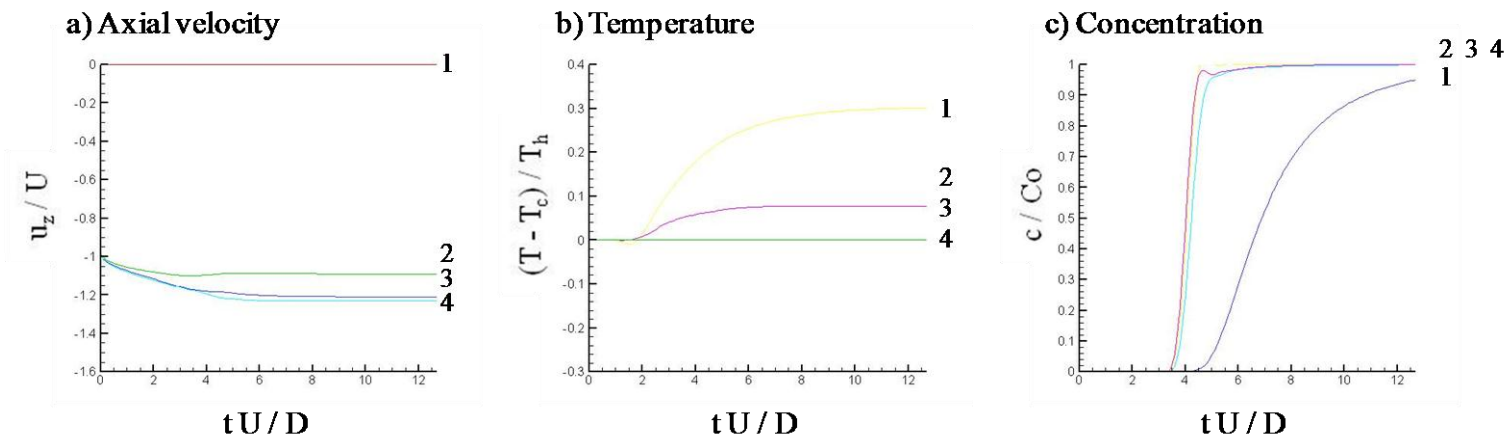 a) Axial velocity
0
-0.2
-0.4
-0.6
-0.8
-1
-1.2
-1.4
-1.6
0 2 4 6 8 10 12
u_z / U
t U / D
1
2
3
4
b) Temperature
0.4
0.3
0.2
0.1
0
-0.1
-0.2
-0.3
0 2 4 6 8 10 12
(T - T_c) / T_h
t U / D
1
2
3
4
c) Concentration
1
0.9
0.8
0.7
0.6
0.5
0.4
0.3
0.2
0.1
0
0 2 4 6 8 10 12
c / Co
t U / D
2 3 4
1